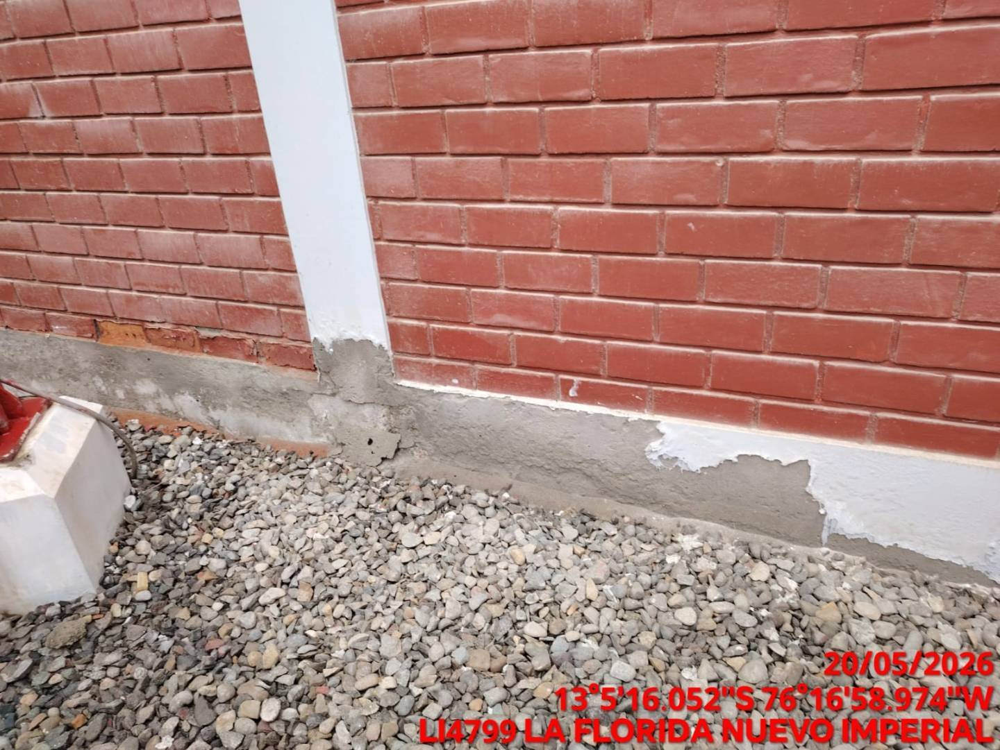 20/05/2026
13°5'16.052"S 76°16'58.974"W
LI4799 LA FLORIDA NUEVO IMPERIAL